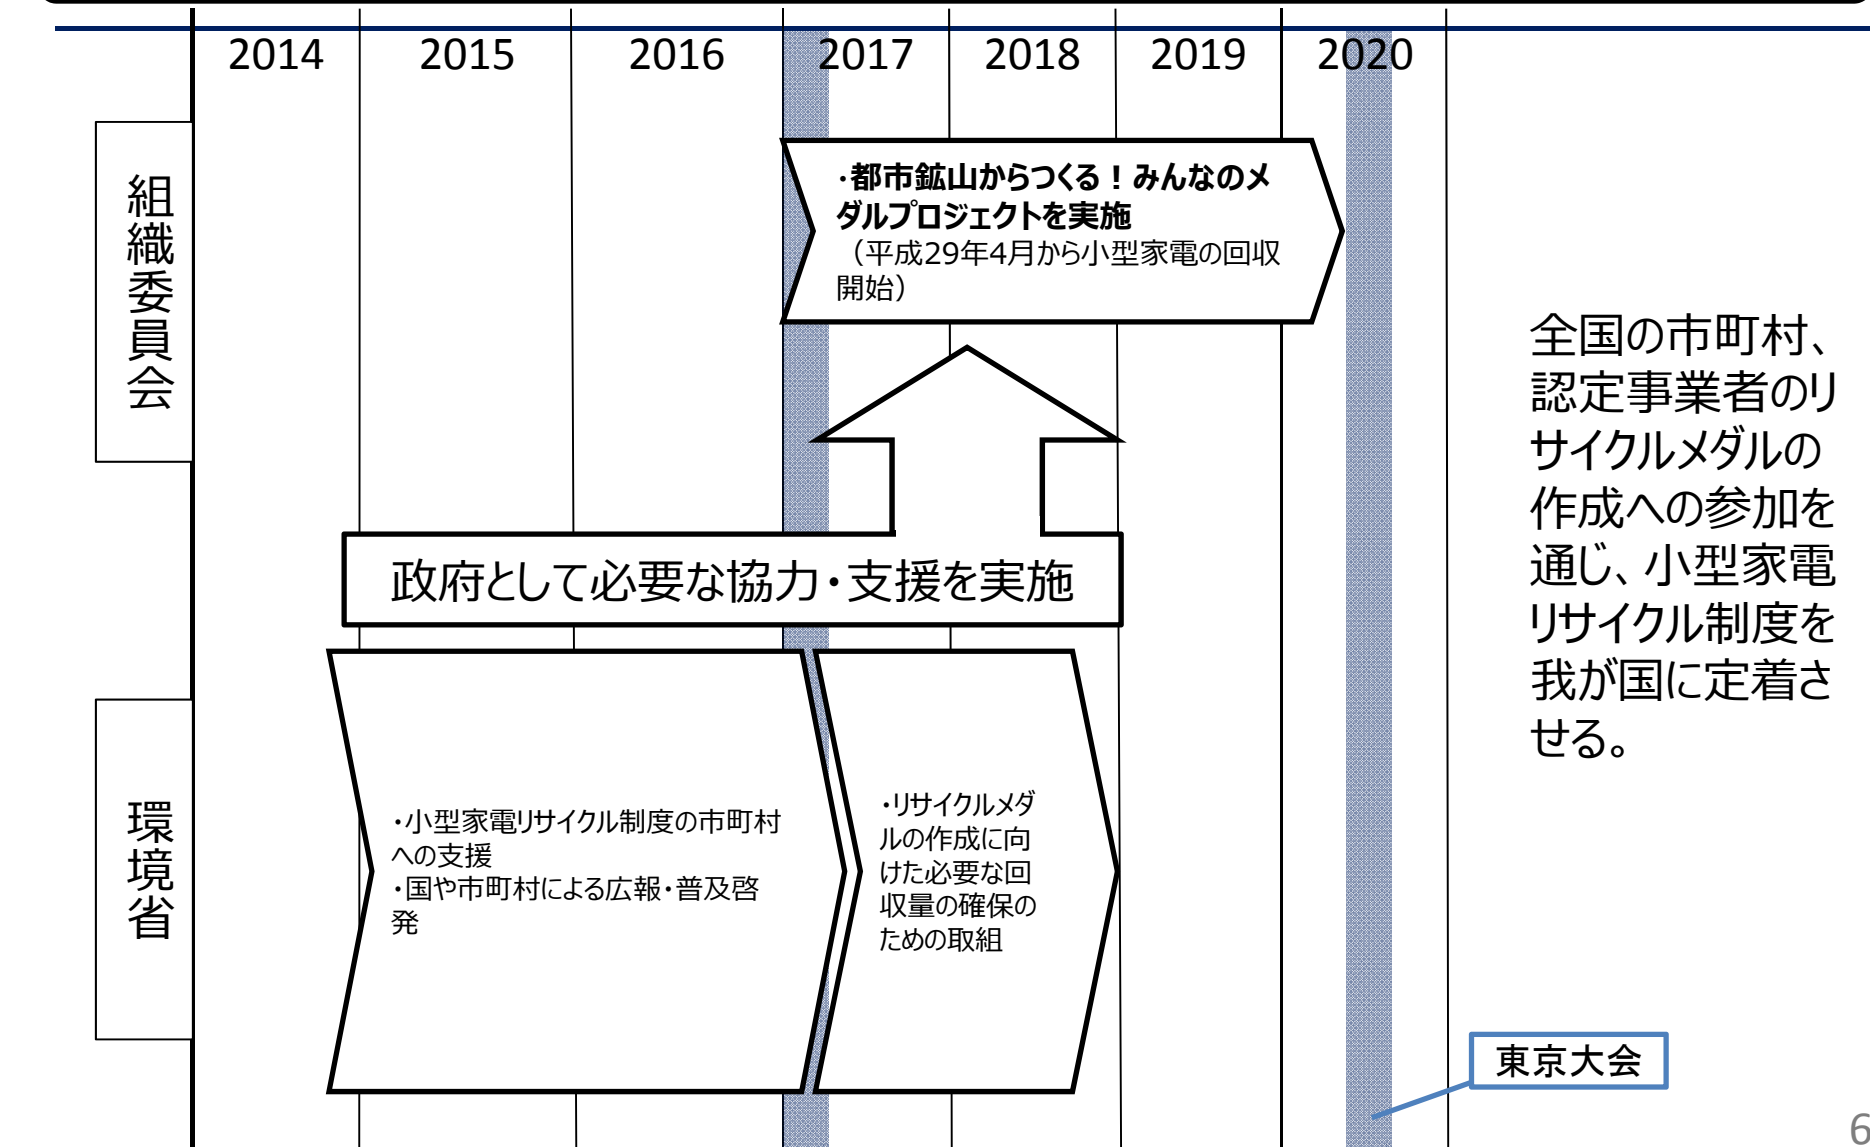 2014 2015 2016 2017 2018 2019 2020
組織委員会
・都市鉱山からつくる！みんなのメ
ダルプロジェクトを実施
（平成29年4月から小型家電の回収
開始）
政府として必要な協力・支援を実施
環境省
・小型家電リサイクル制度の市町村
への支援
・国や市町村による広報・普及啓
発
・リサイクルメダ
ルの作成に向
けた必要な回
収量の確保の
ための取組
全国の市町村、
認定事業者のリ
サイクルメダルの
作成への参加を
通じ、小型家電
リサイクル制度を
我が国に定着さ
せる。
東京大会
6